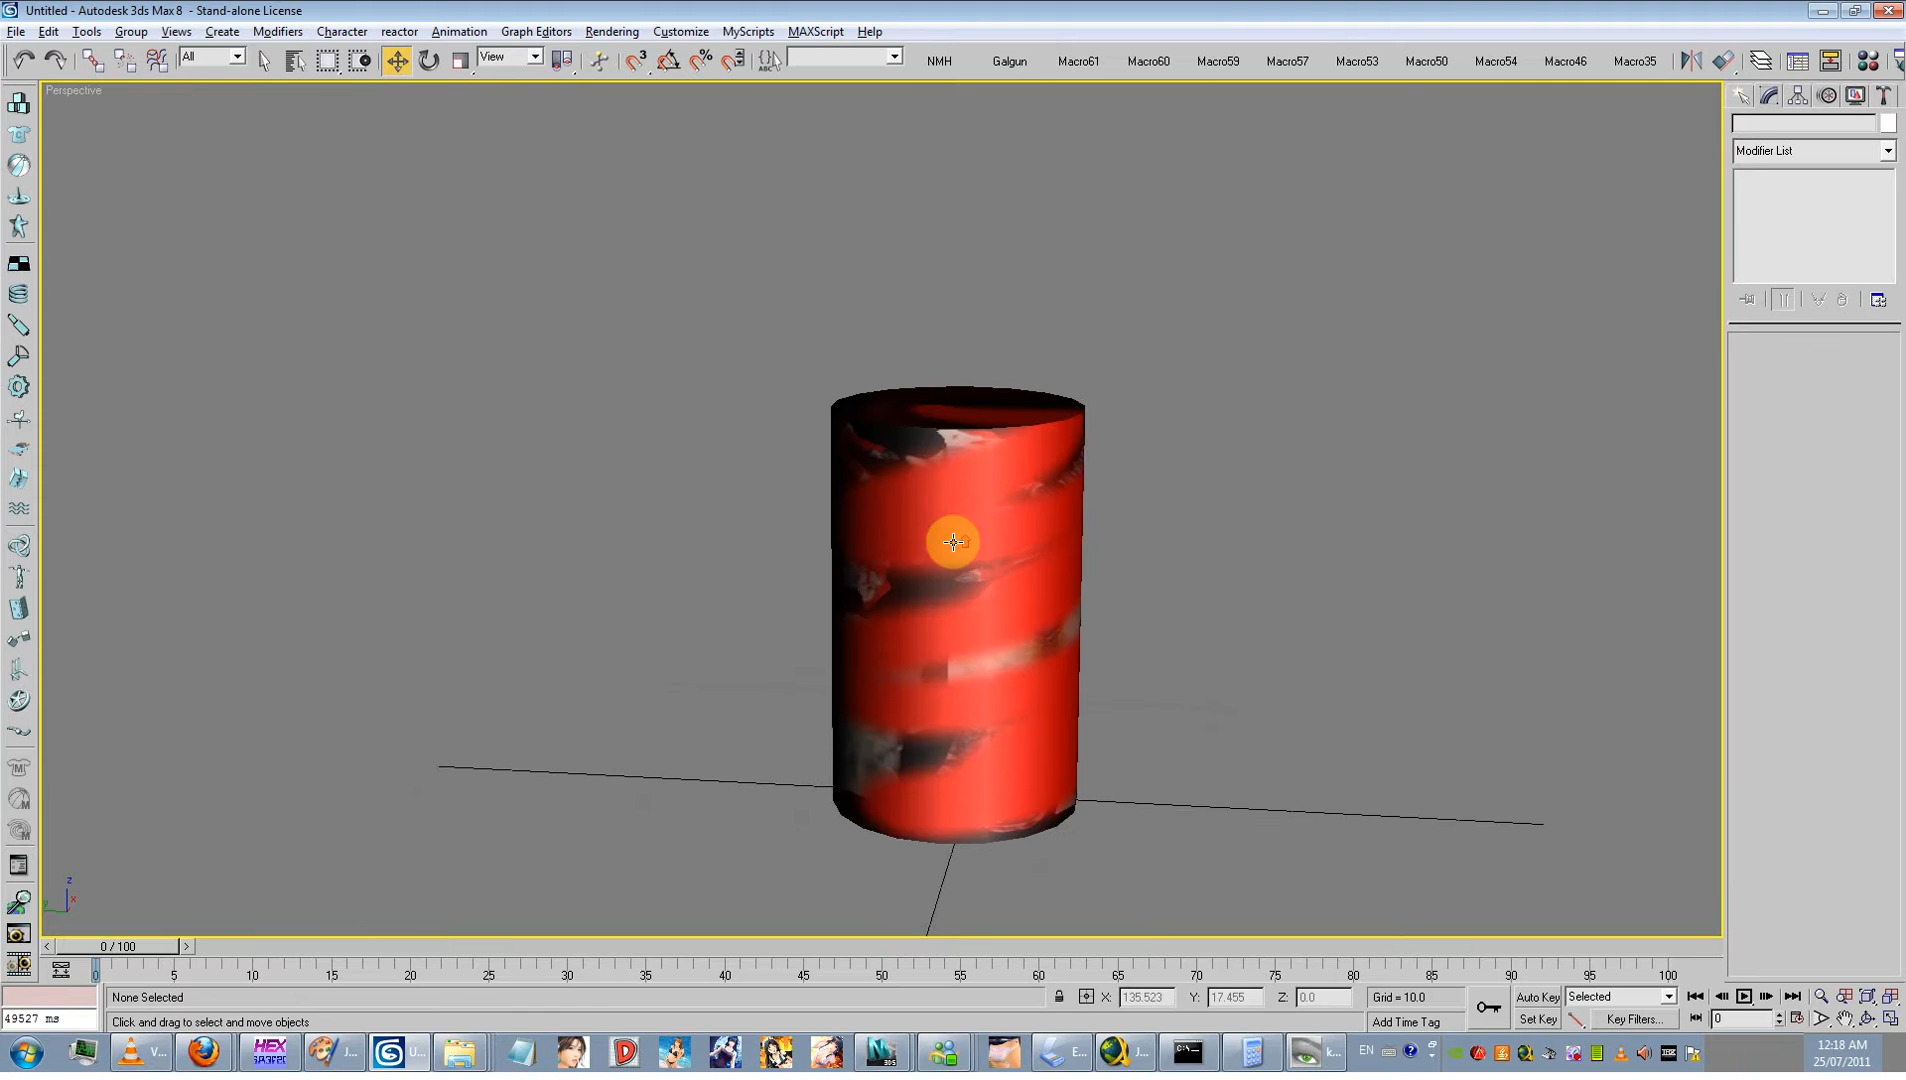 Untitled - Autodesk 3ds Max 8 - Stand-alone License
File Edit Tools Group Views Create Modifiers Character reactor Animation Graph Editors Rendering Customize MyScripts MAXScript Help
All View NMH Galgun Macro61 Macro60 Macro59 Macro57 Macro53 Macro50 Macro54 Macro46 Macro35
Perspective
Modifier List
z
x
y
0 / 100
0 5 10 15 20 25 30 35 40 45 50 55 60 65 70 75 80 85 90 95 100
None Selected X: 135.523 Y: 17.455 Z: 0.0 Grid = 10.0 Auto Key Selected
49527 ms Click and drag to select and move objects Add Time Tag Set Key Key Filters... 0
V... HEX J... U... 3DS E... J... k... EN 12:18 AM
25/07/2011